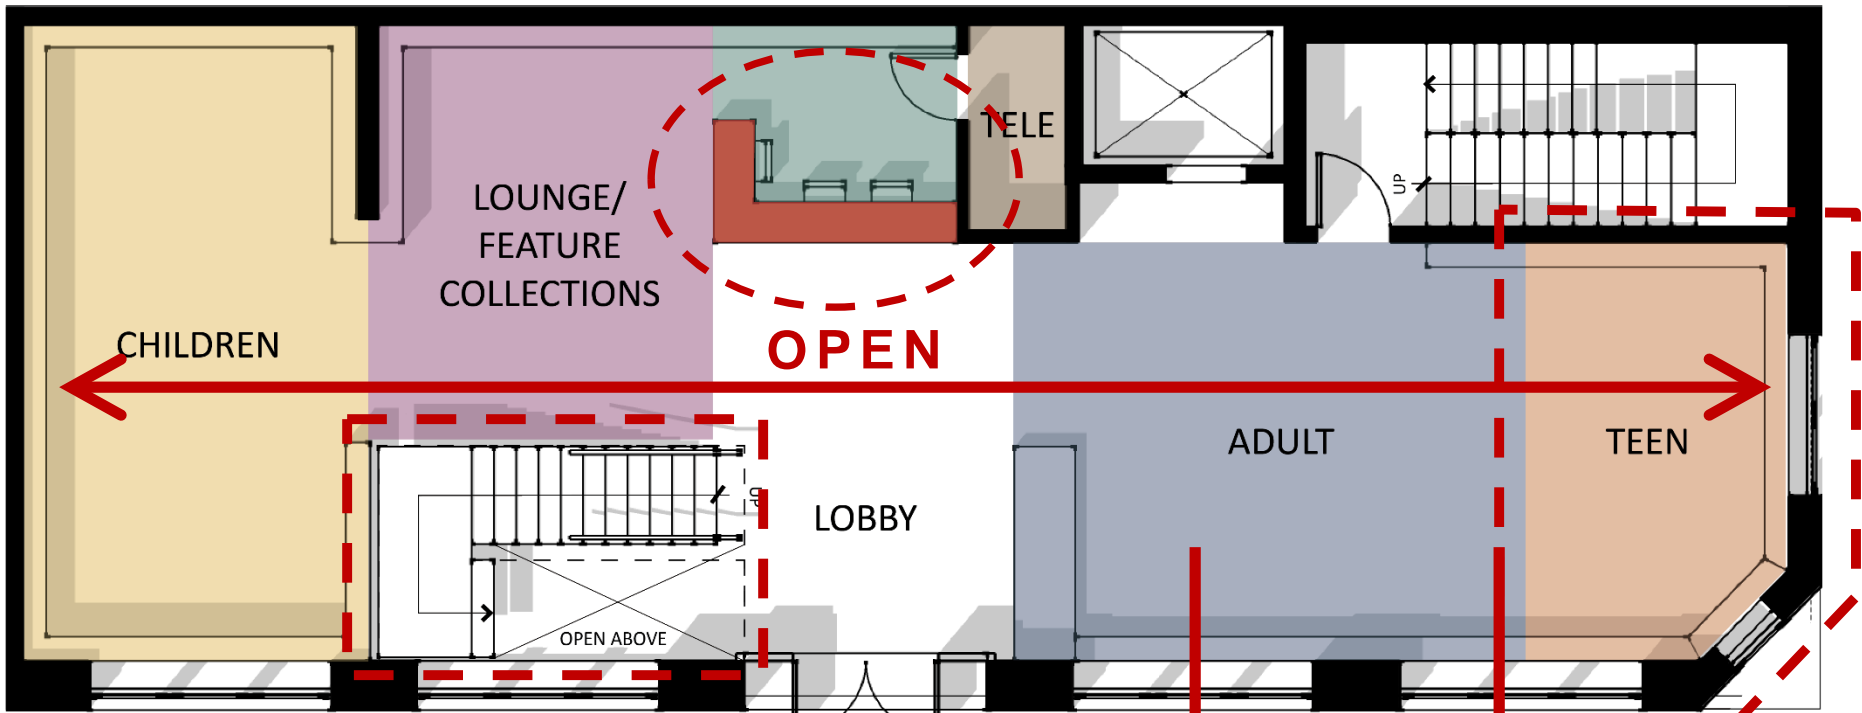 TELE
UP
LOUNGE/
FEATURE
COLLECTIONS
CHILDREN
OPEN
ADULT
TEEN
UP
LOBBY
OPEN ABOVE